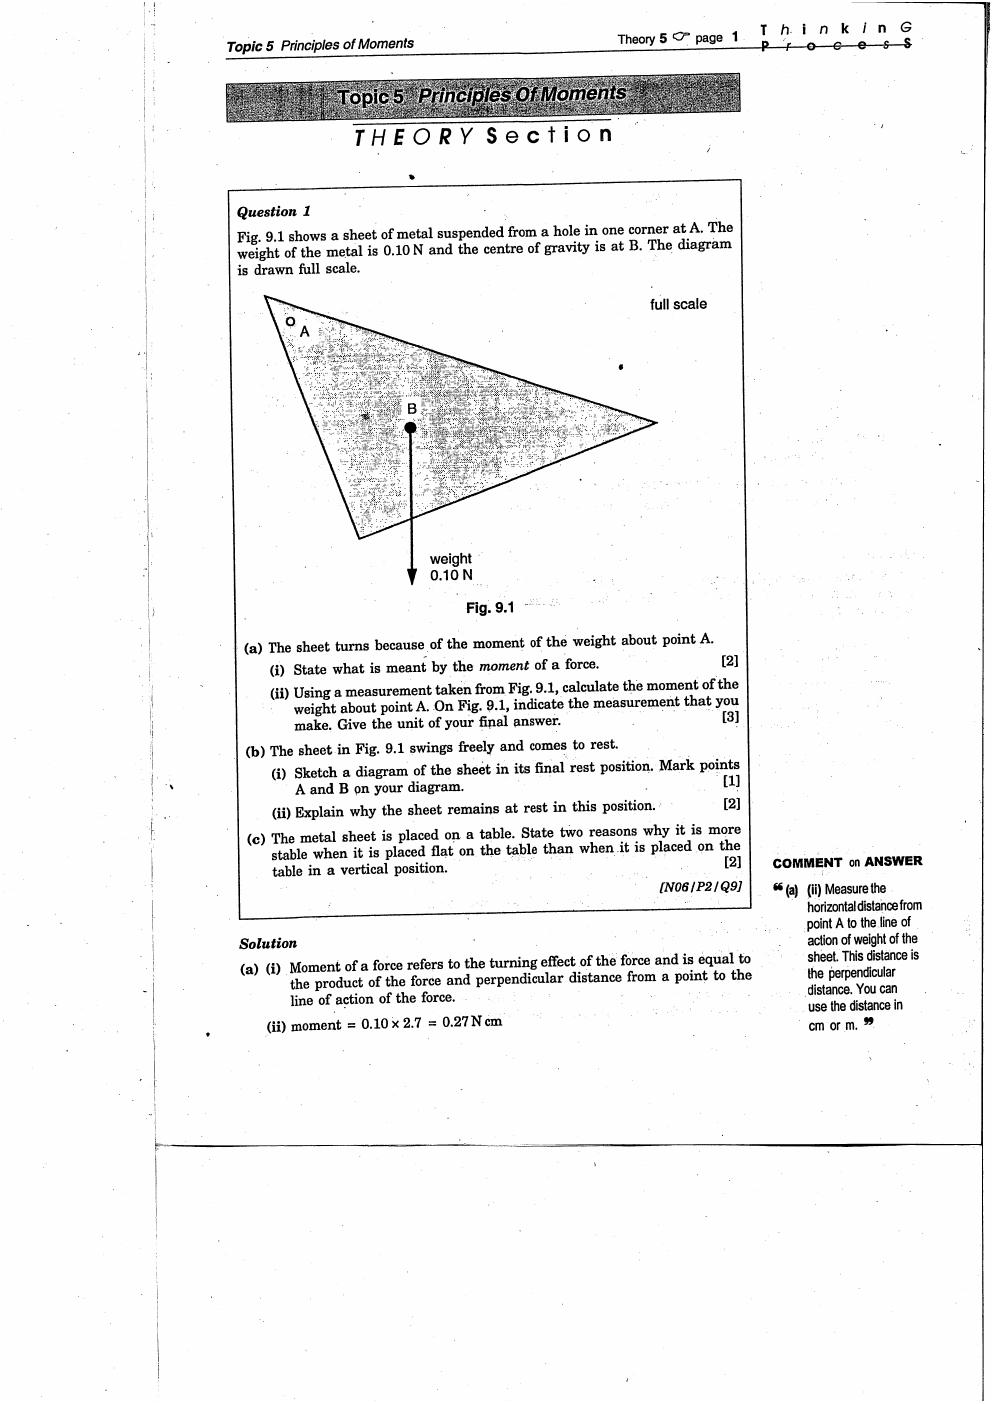 Topic 5 Principles of Moments
Theory 5 ☞ page 1
ThinkinG
ProcesS
Topic 5 Principles Of Moments
THEORY Section
Question 1
Fig. 9.1 shows a sheet of metal suspended from a hole in one corner at A. The
weight of the metal is 0.10 N and the centre of gravity is at B. The diagram
is drawn full scale.
full scale
A
B
weight
0.10 N
Fig. 9.1
(a) The sheet turns because of the moment of the weight about point A.
(i) State what is meant by the moment of a force. [2]
(ii) Using a measurement taken from Fig. 9.1, calculate the moment of the
weight about point A. On Fig. 9.1, indicate the measurement that you
make. Give the unit of your final answer. [3]
(b) The sheet in Fig. 9.1 swings freely and comes to rest.
(i) Sketch a diagram of the sheet in its final rest position. Mark points
A and B on your diagram. [1]
(ii) Explain why the sheet remains at rest in this position. [2]
(c) The metal sheet is placed on a table. State two reasons why it is more
stable when it is placed flat on the table than when it is placed on the
table in a vertical position. [2]
[N06/P2/Q9]
Solution
(a) (i) Moment of a force refers to the turning effect of the force and is equal to
the product of the force and perpendicular distance from a point to the
line of action of the force.
(ii) moment = 0.10 × 2.7 = 0.27 N cm
COMMENT on ANSWER
❝ (a) (ii) Measure the
horizontal distance from
point A to the line of
action of weight of the
sheet. This distance is
the perpendicular
distance. You can
use the distance in
cm or m. ❞